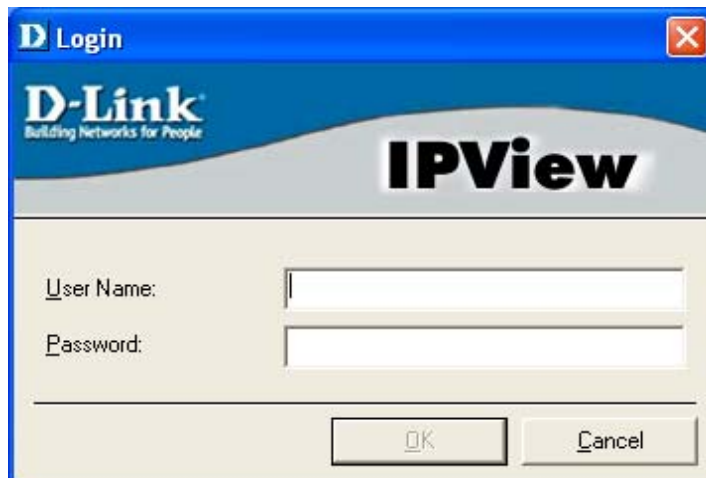 D Login
D-Link
Building Networks for People
IPView
User Name:
Password:
OK
Cancel